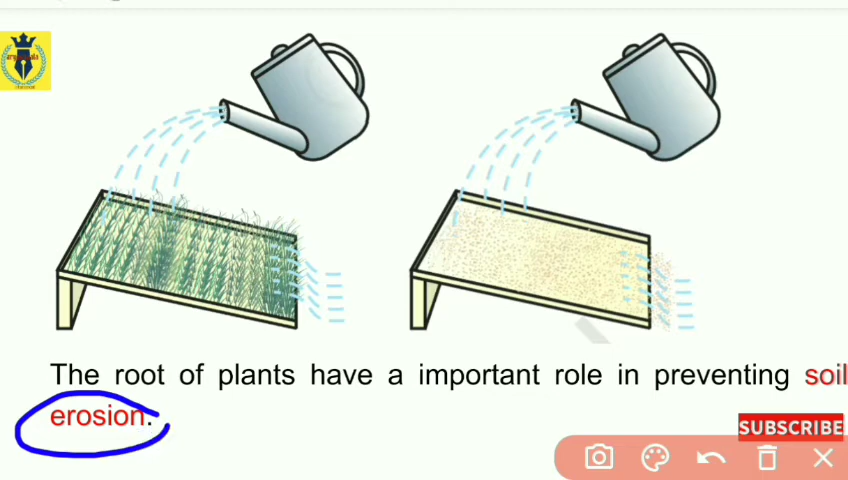 The root of plants have a important role in preventing soil
erosion.
SUBSCRIBE